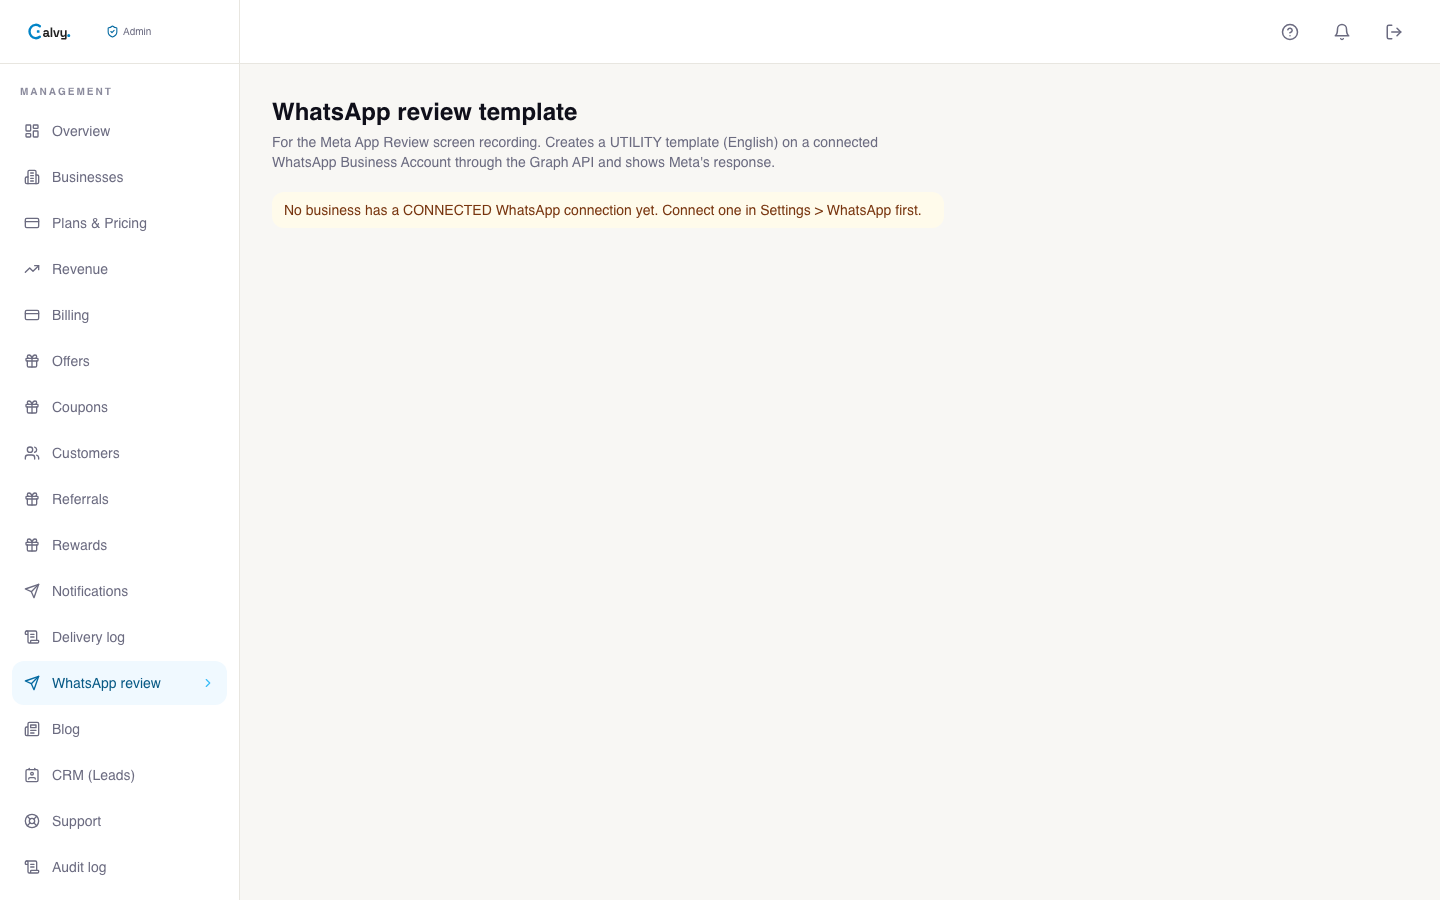 Calvy.
Admin
MANAGEMENT
Overview
Businesses
Plans & Pricing
Revenue
Billing
Offers
Coupons
Customers
Referrals
Rewards
Notifications
Delivery log
WhatsApp review
Blog
CRM (Leads)
Support
Audit log
WhatsApp review template
For the Meta App Review screen recording. Creates a UTILITY template (English) on a connected
WhatsApp Business Account through the Graph API and shows Meta's response.
No business has a CONNECTED WhatsApp connection yet. Connect one in Settings > WhatsApp first.